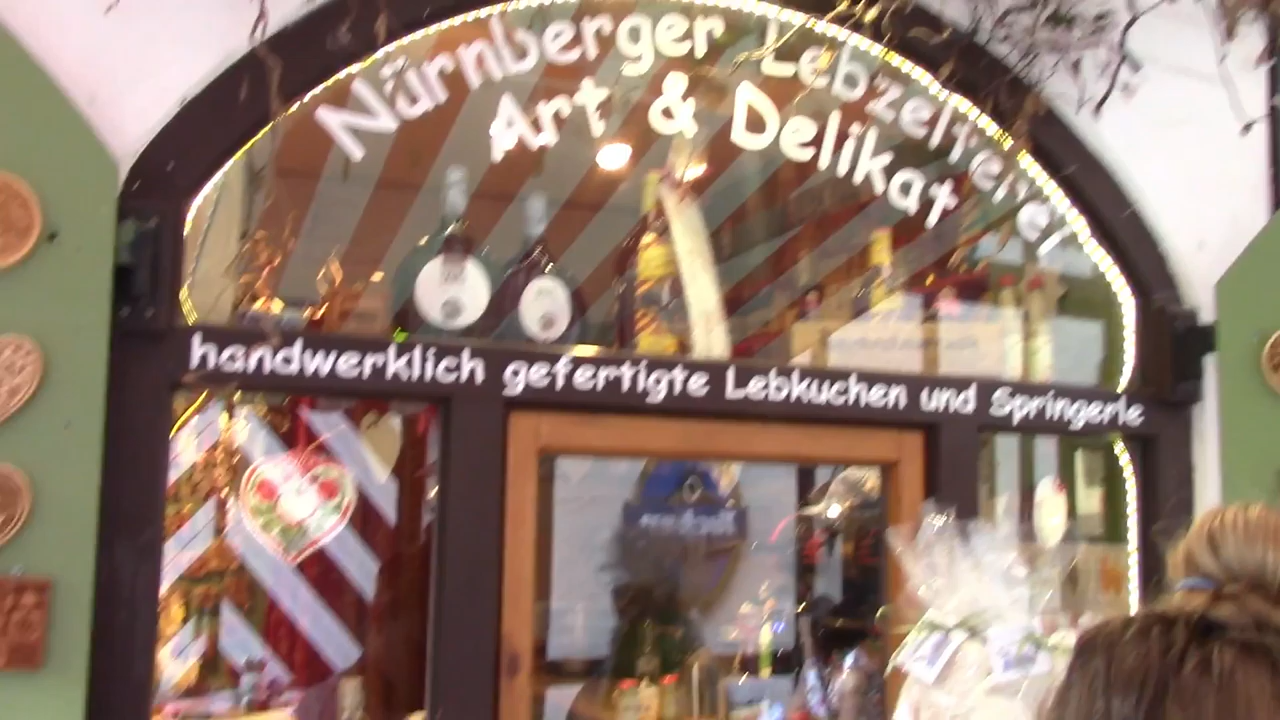 Nürnberger Lebzelterei
Art & Delikat
handwerklich gefertigte Lebkuchen und Springerle